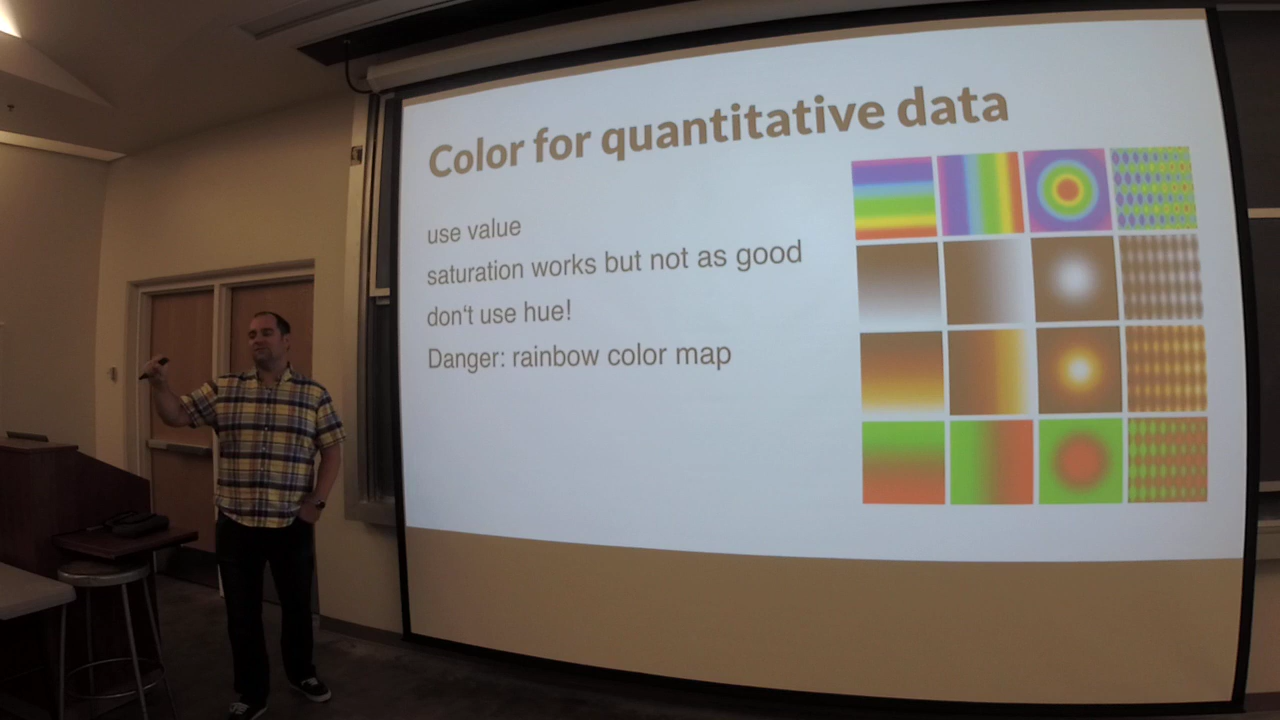 Color for quantitative data
use value
saturation works but not as good
don't use hue!
Danger: rainbow color map